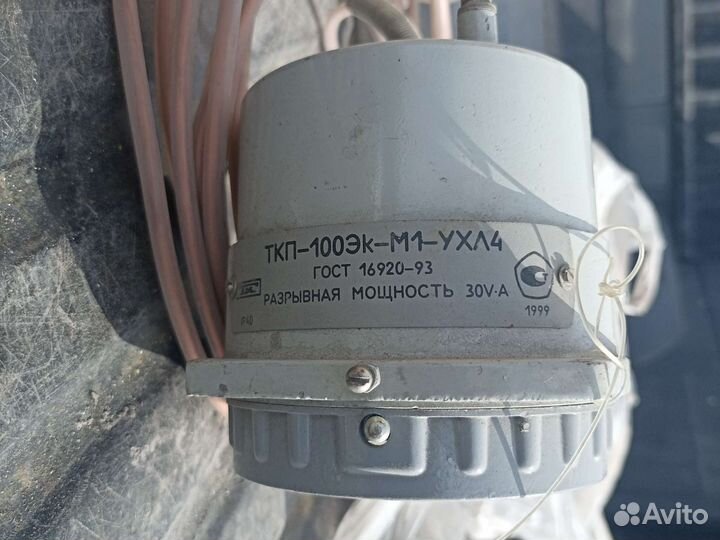 ТКП-100Эк-М1-УХЛ4
ГОСТ 16920-93
РАЗРЫВНАЯ МОЩНОСТЬ 30V·A
IP40
1999
Avito